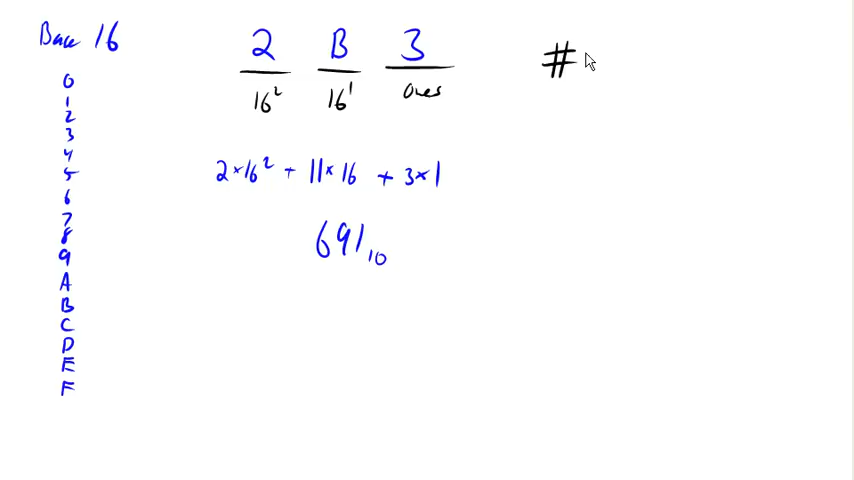 Base 16
2 B 3 #
16² 16¹ ones
0
1
2
3
4
5
6
7
8
9
A
B
C
D
E
F
2×16² + 11×16 + 3×1
691₁₀